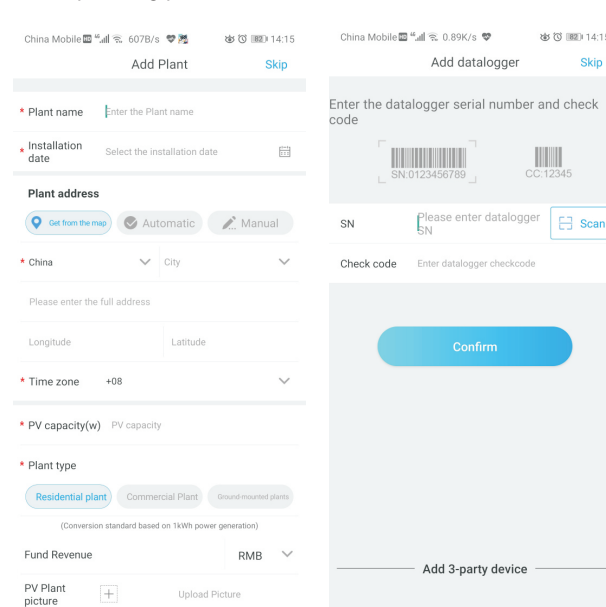 China Mobile HD 46 607B/s 82 14:15
Add Plant Skip
* Plant name Enter the Plant name
* Installation date Select the installation date
Plant address
Get from the map Automatic Manual
* China City
Please enter the full address
Longitude Latitude
* Time zone +08
* PV capacity(w) PV capacity
* Plant type
Residential plant Commercial Plant Ground-mounted plants
(Conversion standard based on 1kWh power generation)
Fund Revenue RMB
PV Plant
picture Upload Picture
China Mobile HD 46 0.89K/s 82 14:15
Add datalogger Skip
Enter the datalogger serial number and check
code
SN:0123456789 CC:12345
SN Please enter datalogger
SN Scan
Check code Enter datalogger checkcode
Confirm
Add 3-party device